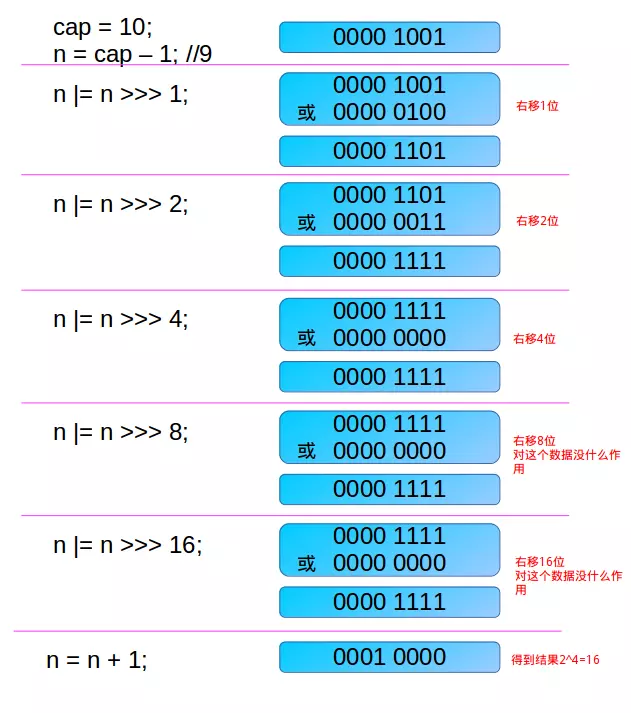 cap = 10;
n = cap – 1; //9
0000 1001
n |= n >>> 1;
0000 1001
或 0000 0100
右移1位
0000 1101
n |= n >>> 2;
0000 1101
或 0000 0011
右移2位
0000 1111
n |= n >>> 4;
0000 1111
或 0000 0000
右移4位
0000 1111
n |= n >>> 8;
0000 1111
或 0000 0000
右移8位
对这个数据没什么作
用
0000 1111
n |= n >>> 16;
0000 1111
或 0000 0000
右移16位
对这个数据没什么作
用
0000 1111
n = n + 1;
0001 0000
得到结果2^4=16